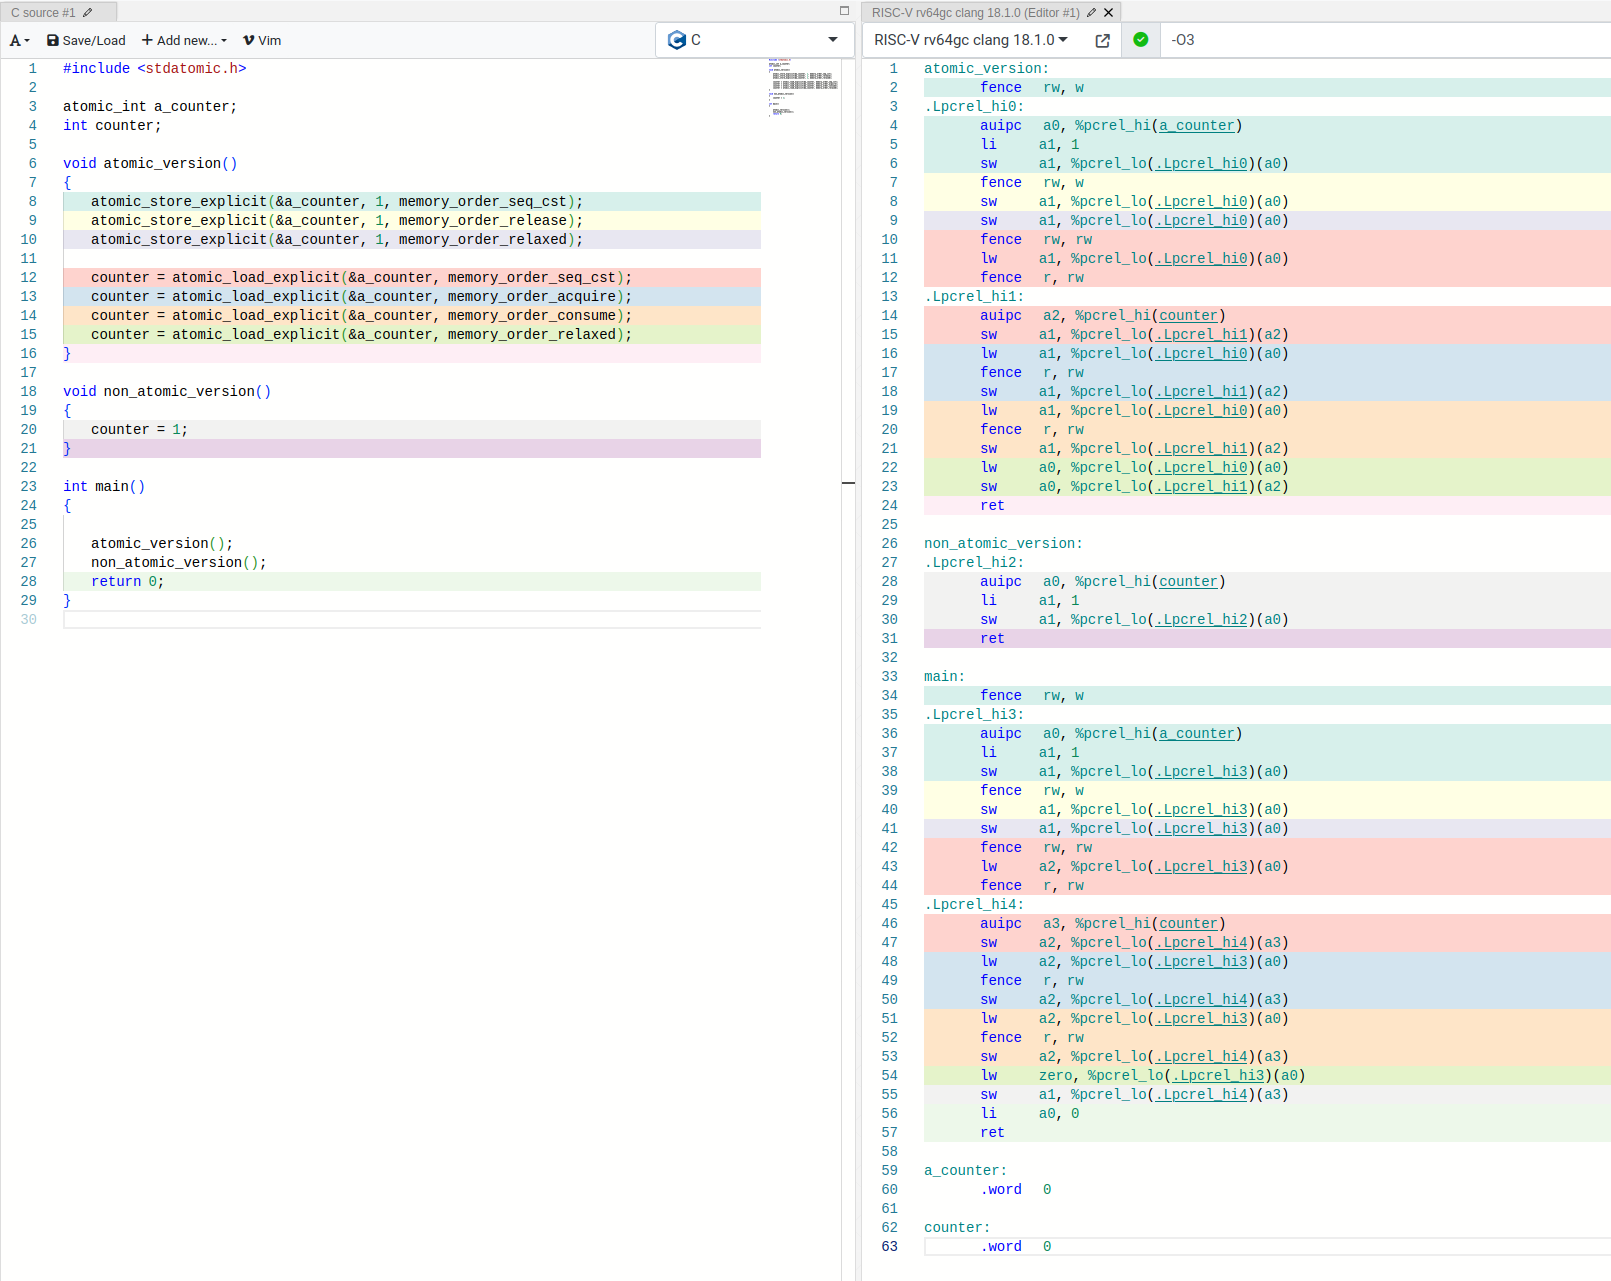 C source #1
A Save/Load + Add new... Vim C
1 #include <stdatomic.h>
2
3 atomic_int a_counter;
4 int counter;
5
6 void atomic_version()
7 {
8 atomic_store_explicit(&a_counter, 1, memory_order_seq_cst);
9 atomic_store_explicit(&a_counter, 1, memory_order_release);
10 atomic_store_explicit(&a_counter, 1, memory_order_relaxed);
11
12 counter = atomic_load_explicit(&a_counter, memory_order_seq_cst);
13 counter = atomic_load_explicit(&a_counter, memory_order_acquire);
14 counter = atomic_load_explicit(&a_counter, memory_order_consume);
15 counter = atomic_load_explicit(&a_counter, memory_order_relaxed);
16 }
17
18 void non_atomic_version()
19 {
20 counter = 1;
21 }
22
23 int main()
24 {
25
26 atomic_version();
27 non_atomic_version();
28 return 0;
29 }
30
RISC-V rv64gc clang 18.1.0 (Editor #1)
RISC-V rv64gc clang 18.1.0 -O3
1 atomic_version:
2 fence rw, w
3 .Lpcrel_hi0:
4 auipc a0, %pcrel_hi(a_counter)
5 li a1, 1
6 sw a1, %pcrel_lo(.Lpcrel_hi0)(a0)
7 fence rw, w
8 sw a1, %pcrel_lo(.Lpcrel_hi0)(a0)
9 sw a1, %pcrel_lo(.Lpcrel_hi0)(a0)
10 fence rw, rw
11 lw a1, %pcrel_lo(.Lpcrel_hi0)(a0)
12 fence r, rw
13 .Lpcrel_hi1:
14 auipc a2, %pcrel_hi(counter)
15 sw a1, %pcrel_lo(.Lpcrel_hi1)(a2)
16 lw a1, %pcrel_lo(.Lpcrel_hi0)(a0)
17 fence r, rw
18 sw a1, %pcrel_lo(.Lpcrel_hi1)(a2)
19 lw a1, %pcrel_lo(.Lpcrel_hi0)(a0)
20 fence r, rw
21 sw a1, %pcrel_lo(.Lpcrel_hi1)(a2)
22 lw a0, %pcrel_lo(.Lpcrel_hi0)(a0)
23 sw a0, %pcrel_lo(.Lpcrel_hi1)(a2)
24 ret
25
26 non_atomic_version:
27 .Lpcrel_hi2:
28 auipc a0, %pcrel_hi(counter)
29 li a1, 1
30 sw a1, %pcrel_lo(.Lpcrel_hi2)(a0)
31 ret
32
33 main:
34 fence rw, w
35 .Lpcrel_hi3:
36 auipc a0, %pcrel_hi(a_counter)
37 li a1, 1
38 sw a1, %pcrel_lo(.Lpcrel_hi3)(a0)
39 fence rw, w
40 sw a1, %pcrel_lo(.Lpcrel_hi3)(a0)
41 sw a1, %pcrel_lo(.Lpcrel_hi3)(a0)
42 fence rw, rw
43 lw a2, %pcrel_lo(.Lpcrel_hi3)(a0)
44 fence r, rw
45 .Lpcrel_hi4:
46 auipc a3, %pcrel_hi(counter)
47 sw a2, %pcrel_lo(.Lpcrel_hi4)(a3)
48 lw a2, %pcrel_lo(.Lpcrel_hi3)(a0)
49 fence r, rw
50 sw a2, %pcrel_lo(.Lpcrel_hi4)(a3)
51 lw a2, %pcrel_lo(.Lpcrel_hi3)(a0)
52 fence r, rw
53 sw a2, %pcrel_lo(.Lpcrel_hi4)(a3)
54 lw zero, %pcrel_lo(.Lpcrel_hi3)(a0)
55 sw a1, %pcrel_lo(.Lpcrel_hi4)(a3)
56 li a0, 0
57 ret
58
59 a_counter:
60 .word 0
61
62 counter:
63 .word 0